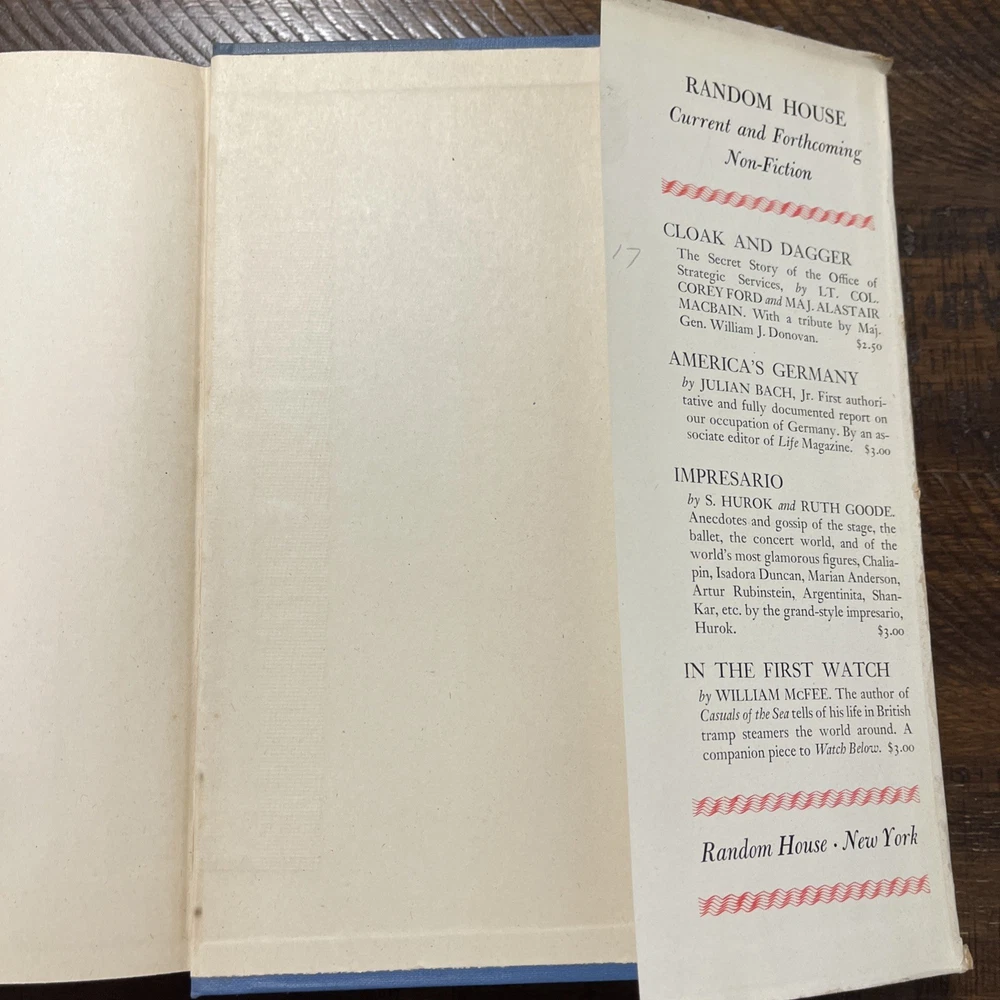 RANDOM HOUSE
Current and Forthcoming
Non-Fiction
CLOAK AND DAGGER
The Secret Story of the Office of
Strategic Services, by LT. COL.
COREY FORD and MAJ. ALASTAIR
MACBAIN. With a tribute by Maj.
Gen. William J. Donovan. $2.50
17
AMERICA'S GERMANY
by JULIAN BACH, Jr. First authori-
tative and fully documented report on
our occupation of Germany. By an as-
sociate editor of Life Magazine. $3.00
IMPRESARIO
by S. HUROK and RUTH GOODE.
Anecdotes and gossip of the stage, the
ballet, the concert world, and of the
world's most glamorous figures, Chalia-
pin, Isadora Duncan, Marian Anderson,
Artur Rubinstein, Argentinita, Shan-
Kar, etc. by the grand-style impresario,
Hurok. $3.00
IN THE FIRST WATCH
by WILLIAM McFEE. The author of
Casuals of the Sea tells of his life in British
tramp steamers the world around. A
companion piece to Watch Below. $3.00
Random House · New York